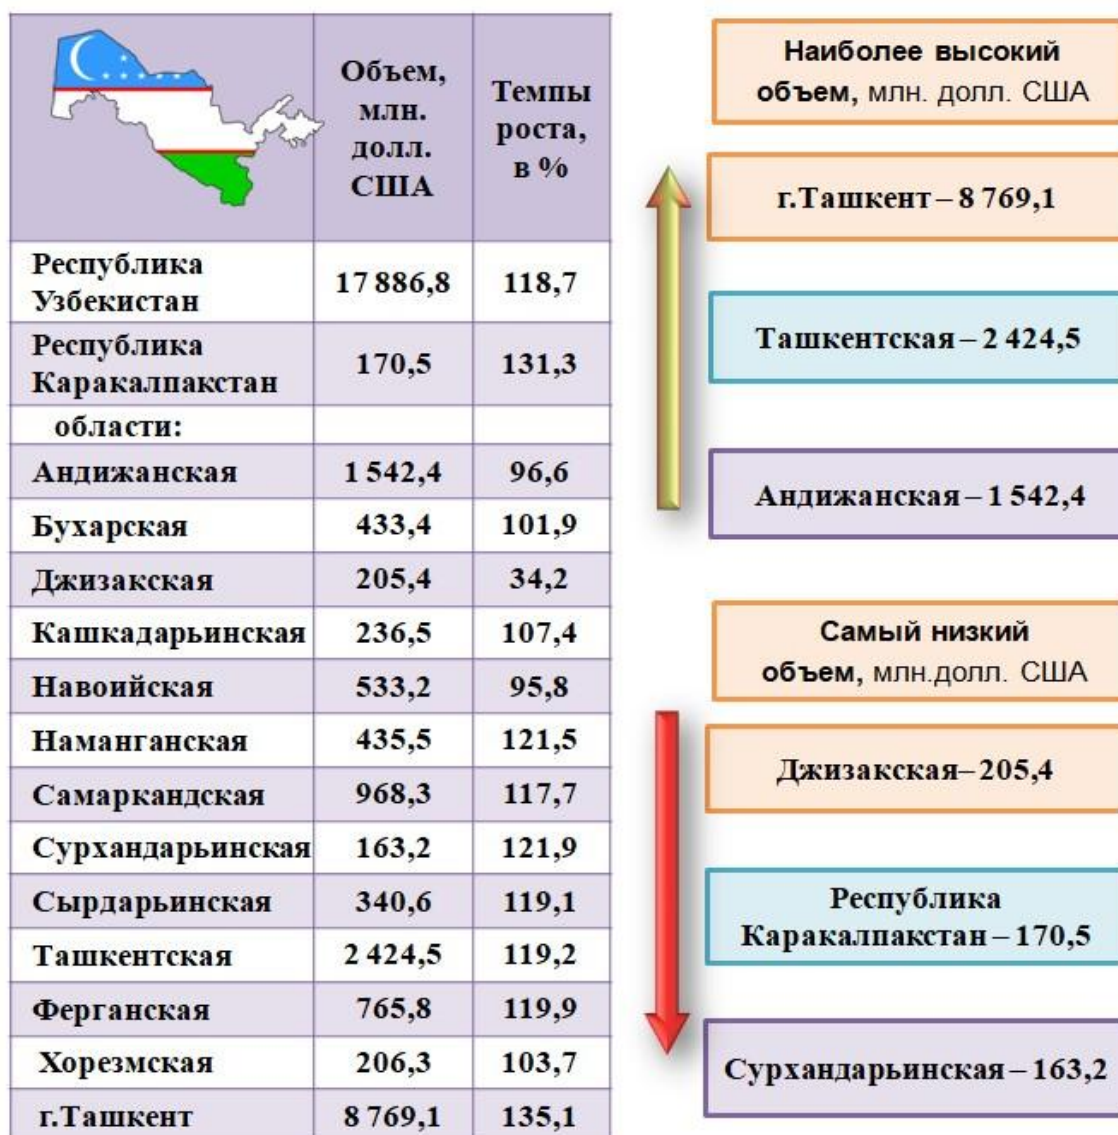 Объем,
млн.
долл.
США
Темпы
роста,
в %
Республика
Узбекистан
17 886,8
118,7
Республика
Каракалпакстан
170,5
131,3
области:
Андижанская 1 542,4 96,6
Бухарская 433,4 101,9
Джизакская 205,4 34,2
Кашкадарьинская 236,5 107,4
Навоийская 533,2 95,8
Наманганская 435,5 121,5
Самаркандская 968,3 117,7
Сурхандарьинская 163,2 121,9
Сырдарьинская 340,6 119,1
Ташкентская 2 424,5 119,2
Ферганская 765,8 119,9
Хорезмская 206,3 103,7
г.Ташкент 8 769,1 135,1
Наиболее высокий
объем, млн. долл. США
г.Ташкент – 8 769,1
Ташкентская – 2 424,5
Андижанская – 1 542,4
Самый низкий
объем, млн.долл. США
Джизакская– 205,4
Республика
Каракалпакстан – 170,5
Сурхандарьинская – 163,2